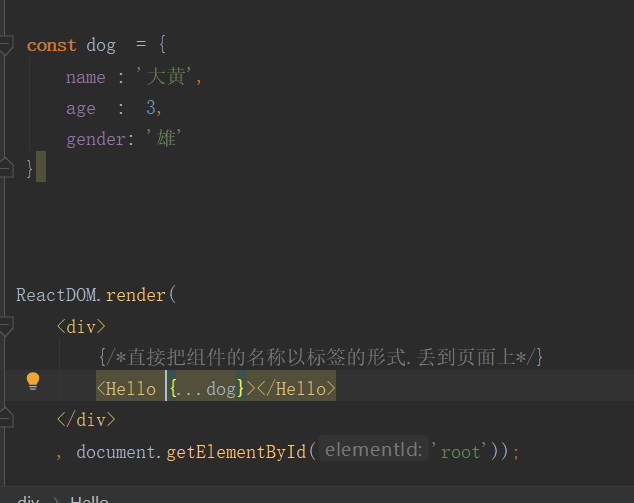 const dog = {
name : '大黄',
age : 3,
gender: '雄'
}
ReactDOM.render(
<div>
{/*直接把组件的名称以标签的形式.丢到页面上*/}
<Hello {...dog}></Hello>
</div>
, document.getElementById( elementId: 'root'));
div > Hello